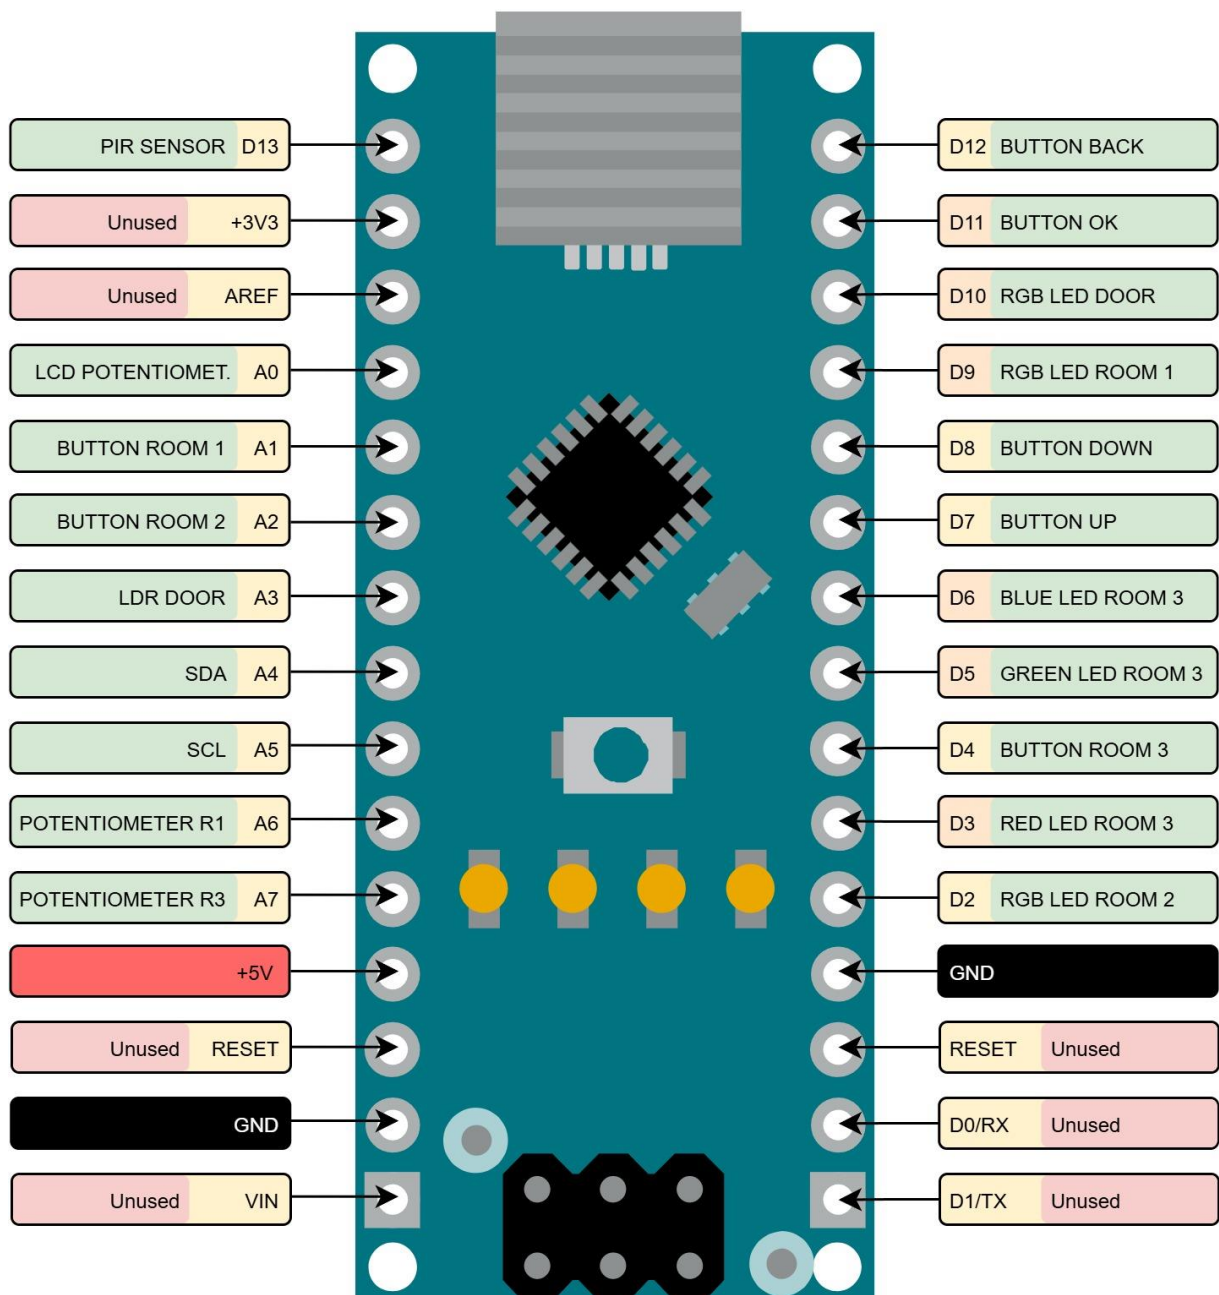 PIR SENSOR D13
Unused +3V3
Unused AREF
LCD POTENTIOMET. A0
BUTTON ROOM 1 A1
BUTTON ROOM 2 A2
LDR DOOR A3
SDA A4
SCL A5
POTENTIOMETER R1 A6
POTENTIOMETER R3 A7
+5V
Unused RESET
GND
Unused VIN
D12 BUTTON BACK
D11 BUTTON OK
D10 RGB LED DOOR
D9 RGB LED ROOM 1
D8 BUTTON DOWN
D7 BUTTON UP
D6 BLUE LED ROOM 3
D5 GREEN LED ROOM 3
D4 BUTTON ROOM 3
D3 RED LED ROOM 3
D2 RGB LED ROOM 2
GND
RESET Unused
D0/RX Unused
D1/TX Unused